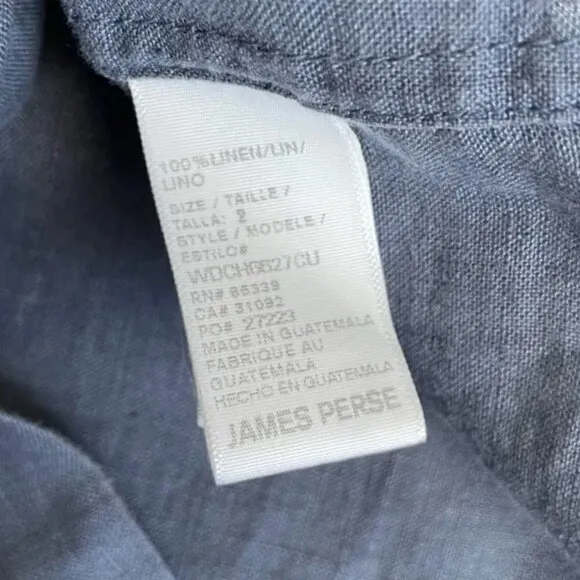 100% LINEN/LIN/
LINO
SIZE / TAILLE /
TALLA: 2
STYLE / MODELE /
ESTILO#
WDCH6627CU
RN# 85339
CA# 31092
PO# 27223
MADE IN GUATEMALA
FABRIQUE AU
GUATEMALA
HECHO EN GUATEMALA
JAMES PERSE